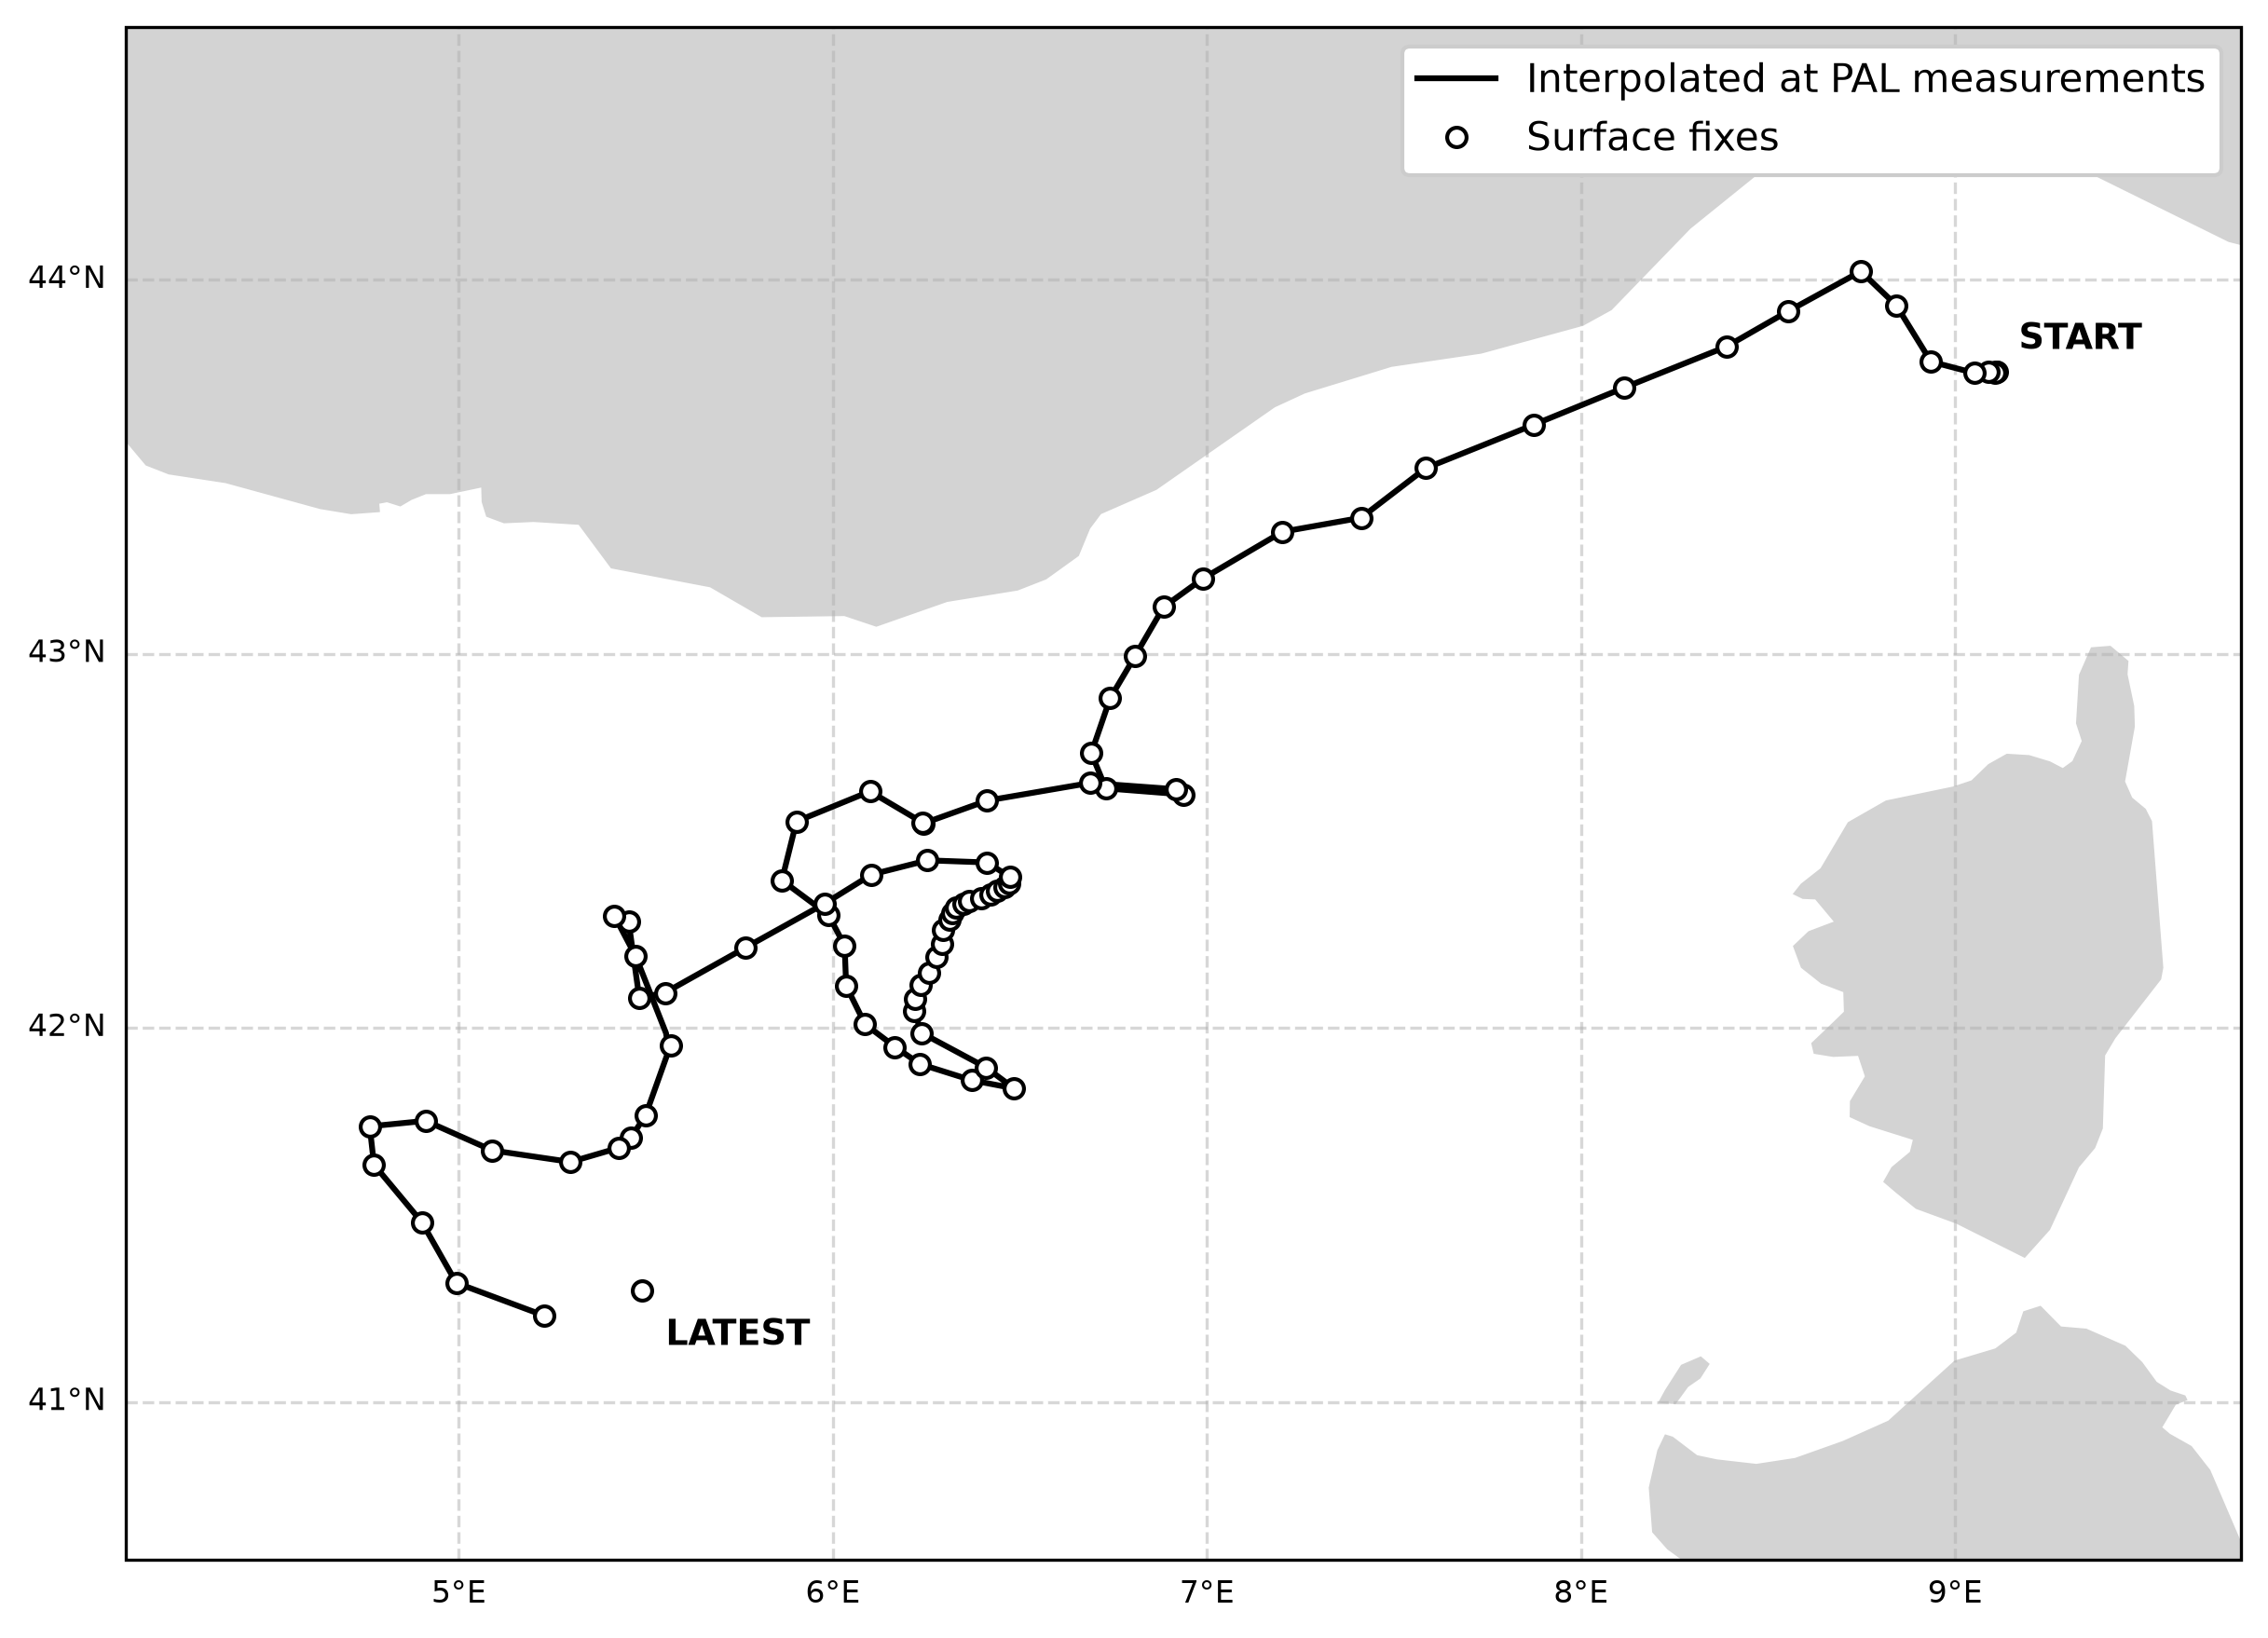 Interpolated at PAL measurements
Surface fixes
44°N
START
43°N
42°N
LATEST
41°N
5°E 6°E 7°E 8°E 9°E